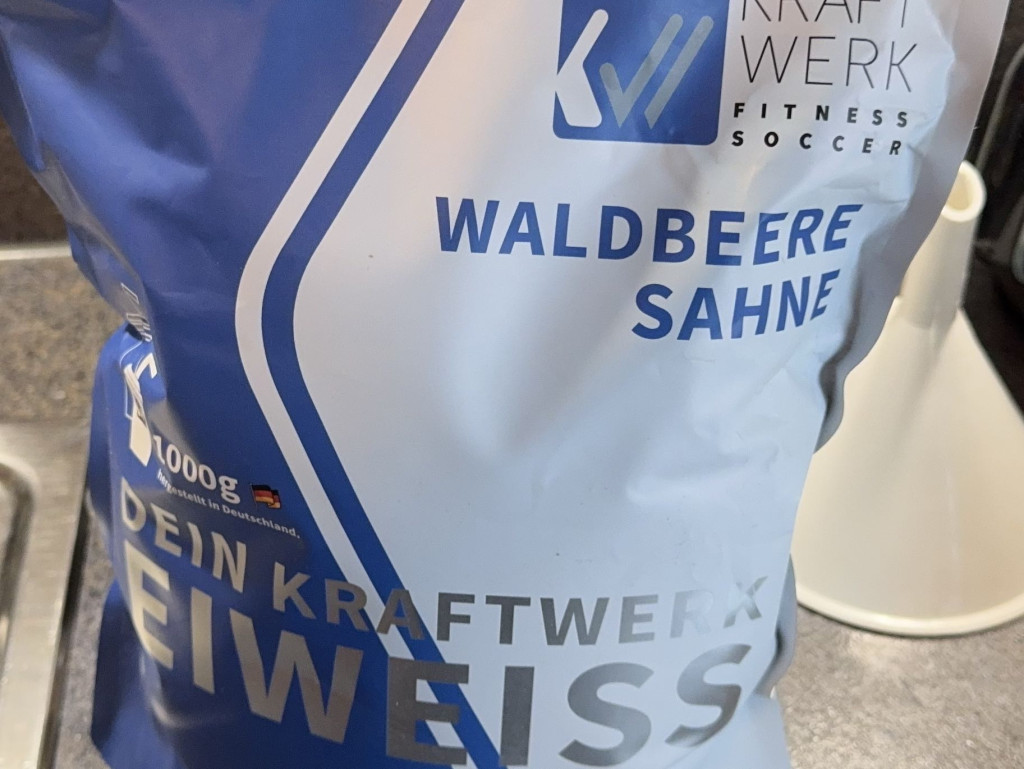 KRAFT
WERK
FITNESS
SOCCER
WALDBEERE
SAHNE
1000g
hergestellt in Deutschland.
DEIN KRAFTWERK
EIWEISS